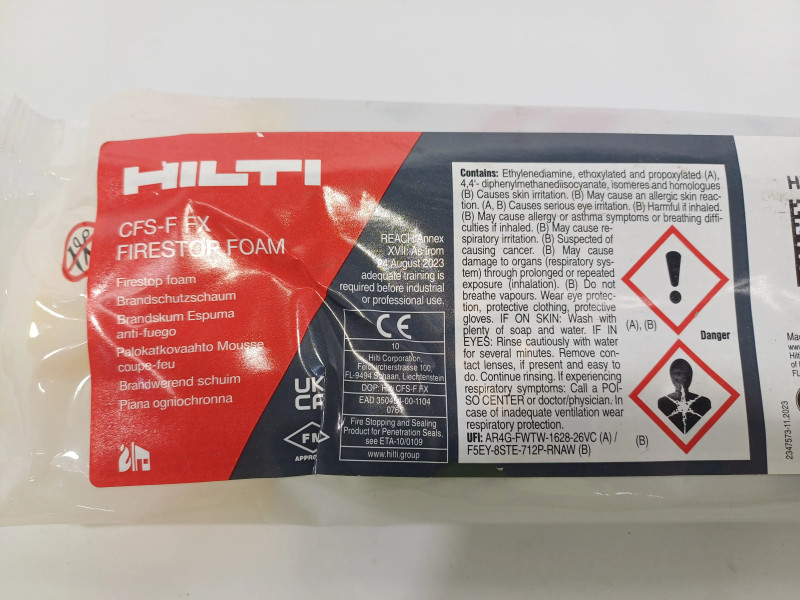 HILTI
CFS-F FX
FIRESTOP FOAM
Firestop foam
Brandschutzschaum
Brandskum Espuma
anti-fuego
Palokatkovaahto Mousse
coupe-feu
Brandwerend schuim
Piana ogniochronna
REACH Annex
XVII: As from
24 August 2023
adequate training is
required before industrial
or professional use.
CE
10
Hilti Corporation,
Feldkircherstrasse 100,
FL-9494 Schaan, Liechtenstein
DOP: Hilti CFS-F FX
EAD 350454-00-1104
0761
Fire Stopping and Sealing
Product for Penetration Seals,
see ETA-10/0109
www.hilti.group
UK
CA
FM
APPROV
Contains: Ethylenediamine, ethoxylated and propoxylated (A),
4,4'- diphenylmethanediisocyanate, isomeres and homologues
(B) Causes skin irritation. (B) May cause an allergic skin reac-
tion. (A, B) Causes serious eye irritation. (B) Harmful if inhaled.
(B) May cause allergy or asthma symptoms or breathing diffi-
culties if inhaled. (B) May cause re-
spiratory irritation. (B) Suspected of
causing cancer. (B) May cause
damage to organs (respiratory sys-
tem) through prolonged or repeated
exposure (inhalation). (B) Do not
breathe vapours. Wear eye protec-
tion, protective clothing, protective
gloves. IF ON SKIN: Wash with
plenty of soap and water. IF IN
EYES: Rinse cautiously with water
for several minutes. Remove con-
tact lenses, if present and easy to
do. Continue rinsing. If experiencing
respiratory symptoms: Call a POI-
SO CENTER or doctor/physician. In
case of inadequate ventilation wear
respiratory protection.
UFI: AR4G-FWTW-1628-26VC (A) /
F5EY-8STE-712P-RNAW (B)
(A), (B)
Danger
(B)
H
Ma
www
Hilti
of F
FL
2347573-11.2023